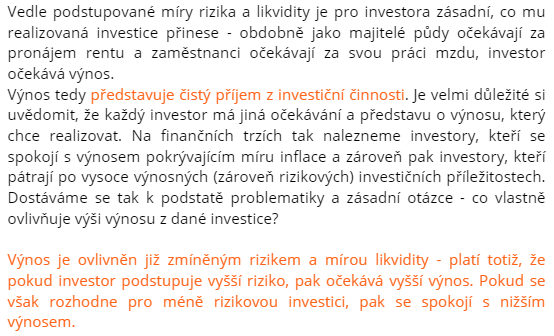 Vedle podstupované míry rizika a likvidity je pro investora zásadní, co mu
realizovaná investice přinese - obdobně jako majitelé půdy očekávají za
pronájem rentu a zaměstnanci očekávají za svou práci mzdu, investor
očekává výnos.
Výnos tedy představuje čistý příjem z investiční činnosti. Je velmi důležité si
uvědomit, že každý investor má jiná očekávání a představu o výnosu, který
chce realizovat. Na finančních trzích tak nalezneme investory, kteří se
spokojí s výnosem pokrývajícím míru inflace a zároveň pak investory, kteří
pátrají po vysoce výnosných (zároveň rizikových) investičních příležitostech.
Dostáváme se tak k podstatě problematiky a zásadní otázce - co vlastně
ovlivňuje výši výnosu z dané investice?
Výnos je ovlivněn již zmíněným rizikem a mírou likvidity - platí totiž, že
pokud investor podstupuje vyšší riziko, pak očekává vyšší výnos. Pokud se
však rozhodne pro méně rizikovou investici, pak se spokojí s nižším
výnosem.